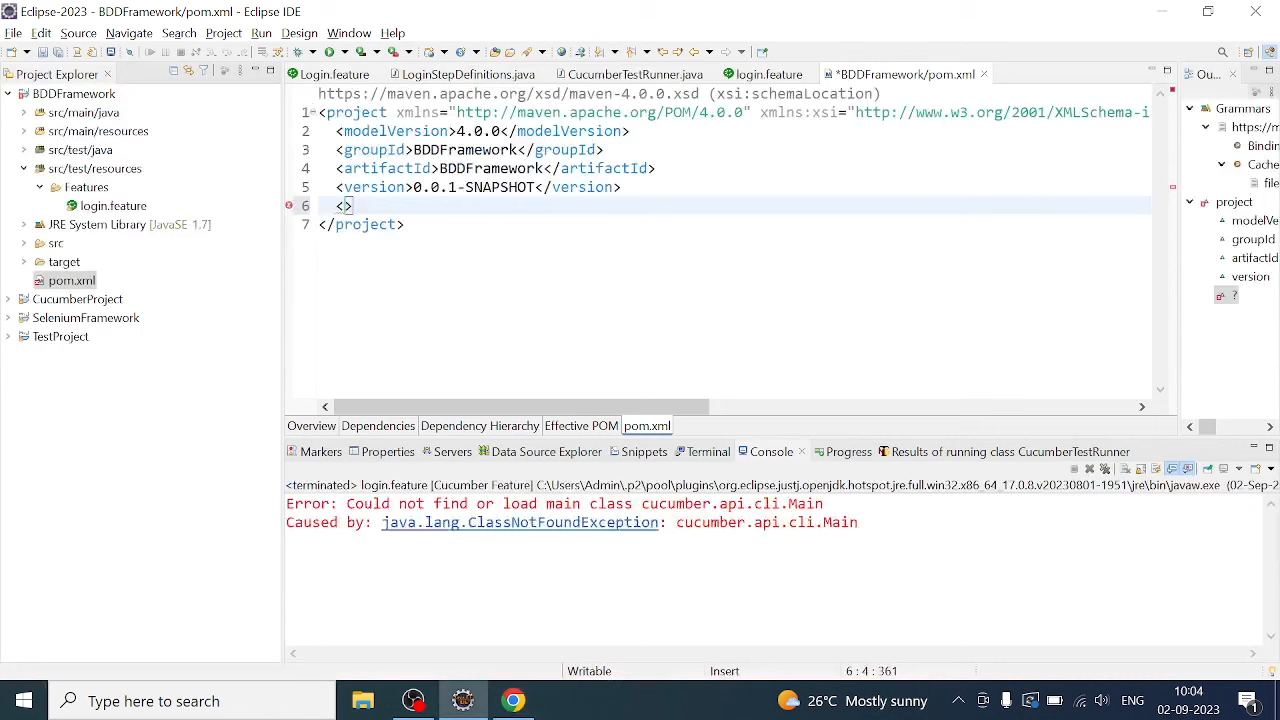 Eclipse-2023 - BDDFramework/pom.xml - Eclipse IDE
File Edit Source Navigate Search Project Run Design Window Help
Project Explorer
BDDFramework
src/main/java
src/main/resources
src/test/java
src/test/resources
Features
login.feature
JRE System Library [JavaSE 1.7]
src
target
pom.xml
CucumberProject
SeleniumFramework
TestProject
Login.feature LoginStepDefinitions.java CucumberTestRunner.java login.feature *BDDFramework/pom.xml
https://maven.apache.org/xsd/maven-4.0.0.xsd (xsi:schemaLocation)
1 <project xmlns="http://maven.apache.org/POM/4.0.0" xmlns:xsi="http://www.w3.org/2001/XMLSchema-i
2 <modelVersion>4.0.0</modelVersion>
3 <groupId>BDDFramework</groupId>
4 <artifactId>BDDFramework</artifactId>
5 <version>0.0.1-SNAPSHOT</version>
6 <>
7 </project>
Overview Dependencies Dependency Hierarchy Effective POM pom.xml
Ou...
Grammars
https://m
Bindin
Cache
file
project
modelVe
groupId
artifactId
version
?
Markers Properties Servers Data Source Explorer Snippets Terminal Console Progress Results of running class CucumberTestRunner
<terminated> login.feature [Cucumber Feature] C:\Users\Admin\.p2\pool\plugins\org.eclipse.justj.openjdk.hotspot.jre.full.win32.x86_64_17.0.8.v20230801-1951\jre\bin\javaw.exe (02-Sep-2
Error: Could not find or load main class cucumber.api.cli.Main
Caused by: java.lang.ClassNotFoundException: cucumber.api.cli.Main
Writable Insert 6 : 4 : 361
Type here to search
26°C Mostly sunny
ENG
10:04
02-09-2023
1